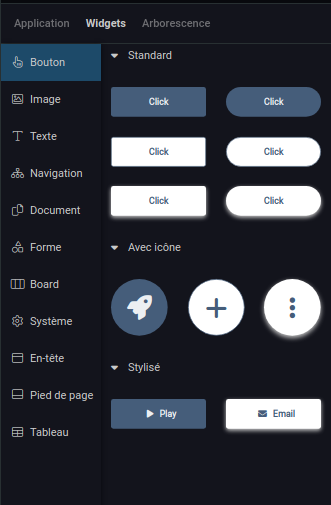 Application Widgets Arborescence
Bouton
Image
Texte
Navigation
Document
Forme
Board
Système
En-tête
Pied de page
Tableau
Standard
Click Click
Click Click
Click Click
Avec icône
Stylisé
Play Email